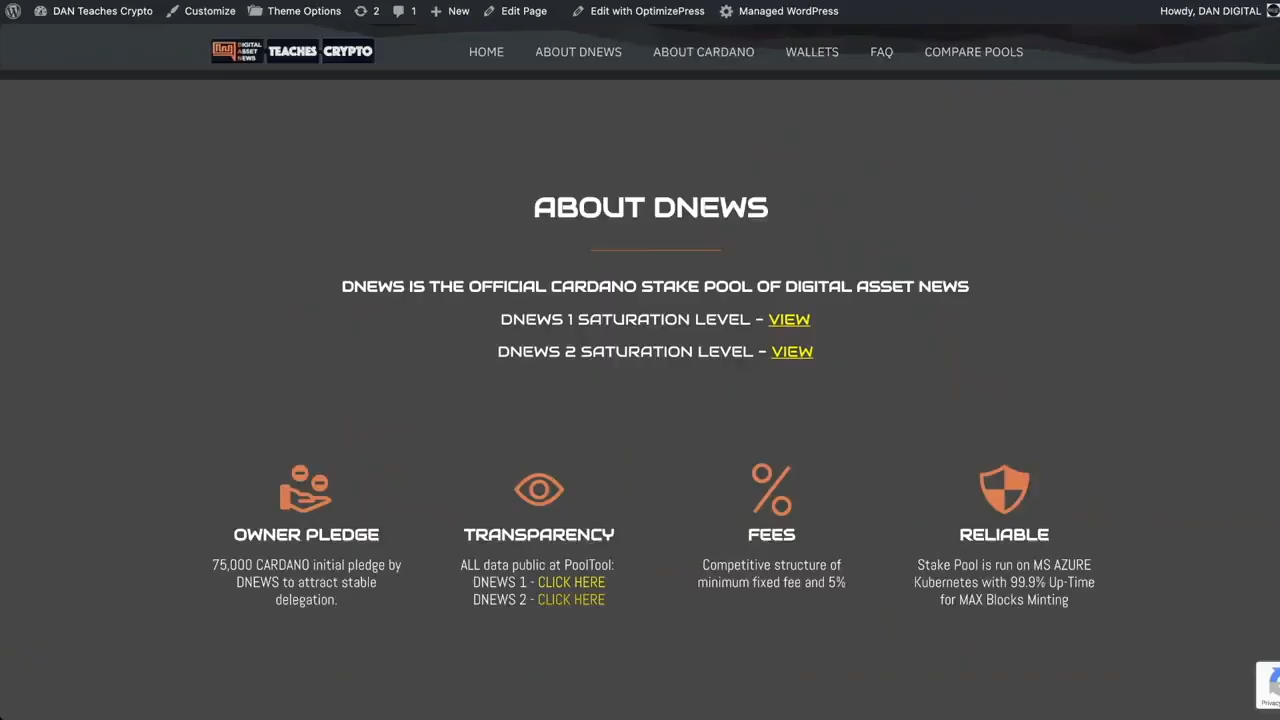 DAN Teaches Crypto Customize Theme Options 2 1 New Edit Page Edit with OptimizePress Managed WordPress Howdy, DAN DIGITAL
DIGITAL ASSET NEWS TEACHES CRYPTO
HOME ABOUT DNEWS ABOUT CARDANO WALLETS FAQ COMPARE POOLS
ABOUT DNEWS
DNEWS IS THE OFFICIAL CARDANO STAKE POOL OF DIGITAL ASSET NEWS
DNEWS 1 SATURATION LEVEL - VIEW
DNEWS 2 SATURATION LEVEL - VIEW
OWNER PLEDGE
75,000 CARDANO initial pledge by
DNEWS to attract stable
delegation.
TRANSPARENCY
ALL data public at PoolTool:
DNEWS 1 - CLICK HERE
DNEWS 2 - CLICK HERE
FEES
Competitive structure of
minimum fixed fee and 5%
RELIABLE
Stake Pool is run on MS AZURE
Kubernetes with 99.9% Up-Time
for MAX Blocks Minting
Privacy